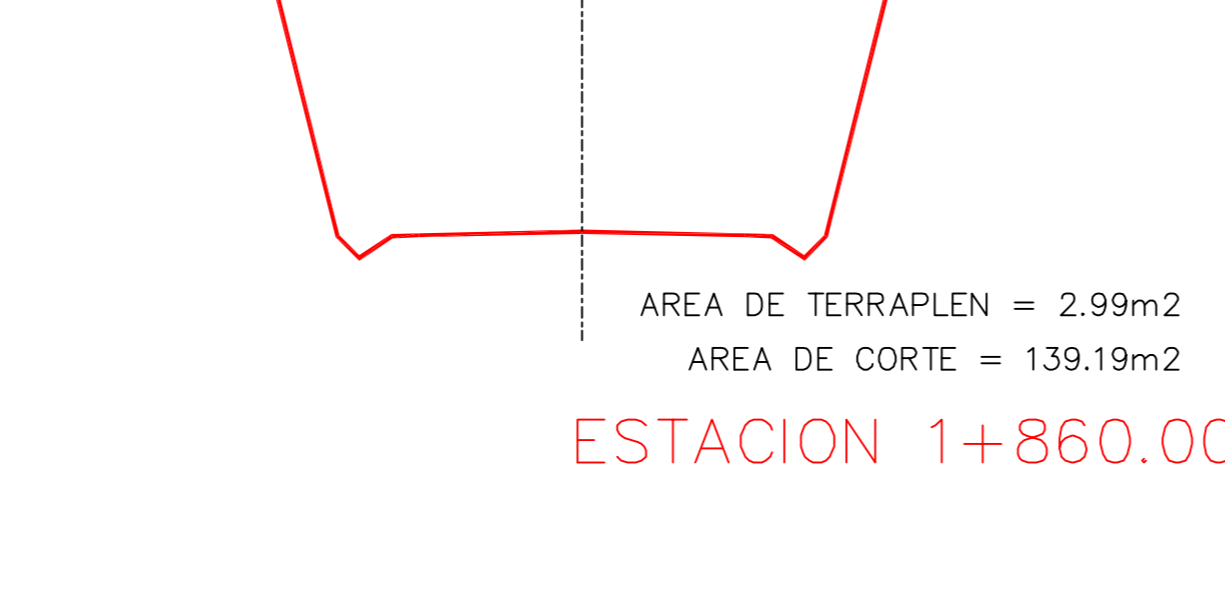 AREA DE TERRAPLEN = 2.99m2
AREA DE CORTE = 139.19m2
ESTACION 1+860.00